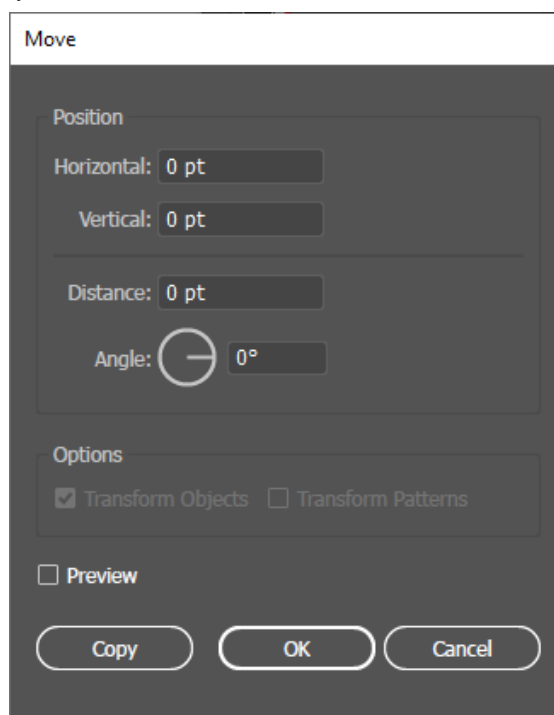 Move
Position
Horizontal: 0 pt
Vertical: 0 pt
Distance: 0 pt
Angle: 0°
Options
Transform Objects Transform Patterns
Preview
Copy OK Cancel